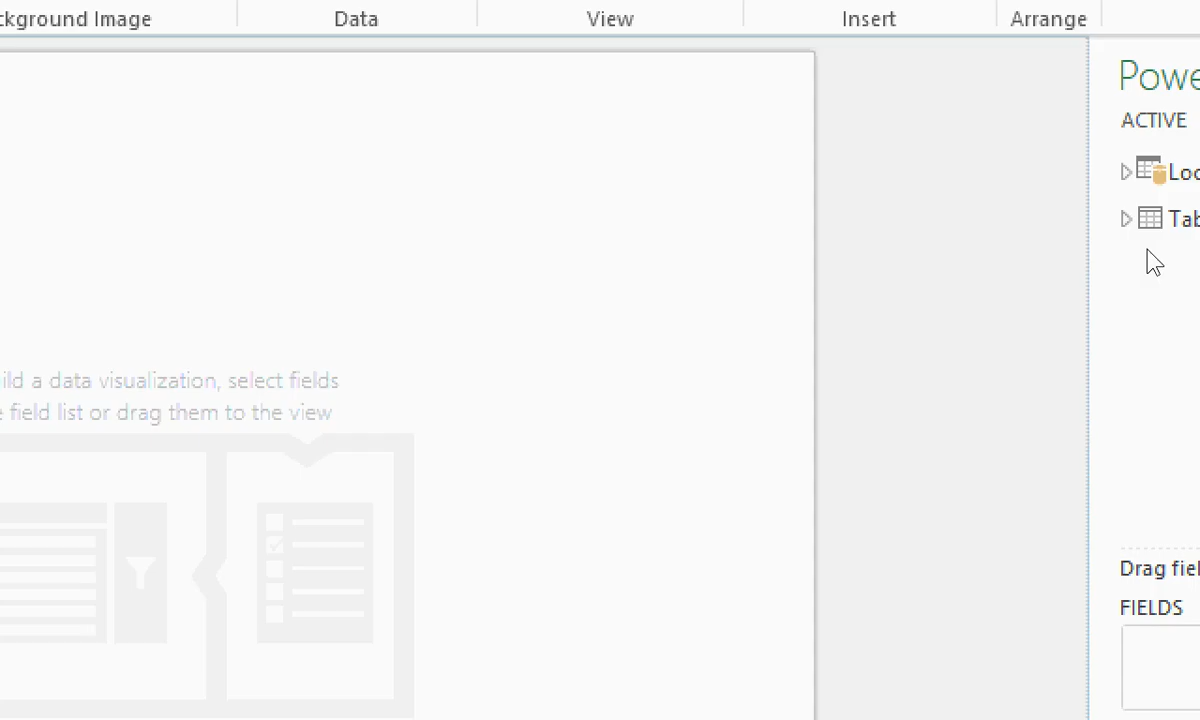 ckground Image Data View Insert Arrange
Powe
ACTIVE
Loc
Tab
ild a data visualization, select fields
e field list or drag them to the view
Drag fiel
FIELDS